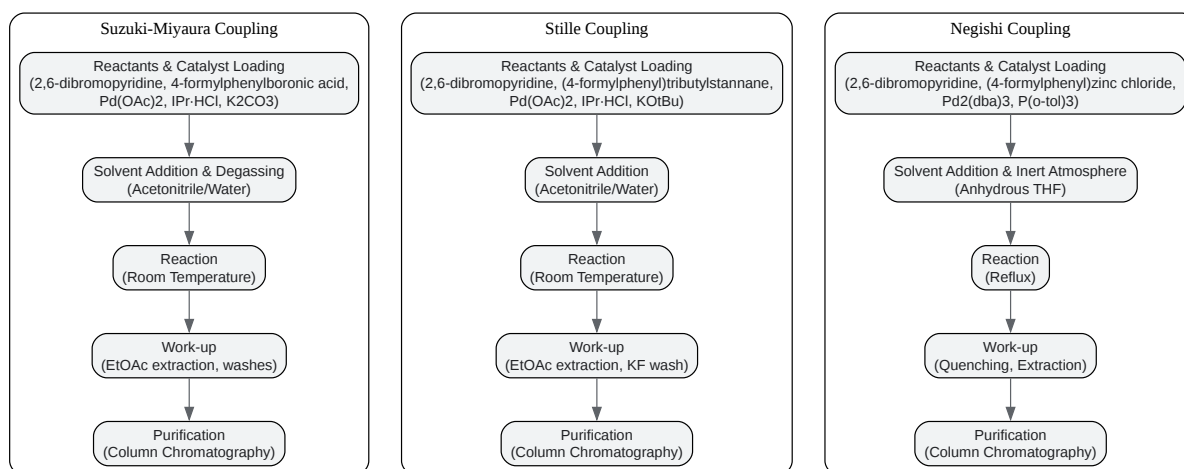 Suzuki-Miyaura Coupling
Reactants & Catalyst Loading
(2,6-dibromopyridine, 4-formylphenylboronic acid,
Pd(OAc)2, IPr·HCl, K2CO3)
Solvent Addition & Degassing
(Acetonitrile/Water)
Reaction
(Room Temperature)
Work-up
(EtOAc extraction, washes)
Purification
(Column Chromatography)
Stille Coupling
Reactants & Catalyst Loading
(2,6-dibromopyridine, (4-formylphenyl)tributylstannane,
Pd(OAc)2, IPr·HCl, KOtBu)
Solvent Addition
(Acetonitrile/Water)
Reaction
(Room Temperature)
Work-up
(EtOAc extraction, KF wash)
Purification
(Column Chromatography)
Negishi Coupling
Reactants & Catalyst Loading
(2,6-dibromopyridine, (4-formylphenyl)zinc chloride,
Pd2(dba)3, P(o-tol)3)
Solvent Addition & Inert Atmosphere
(Anhydrous THF)
Reaction
(Reflux)
Work-up
(Quenching, Extraction)
Purification
(Column Chromatography)